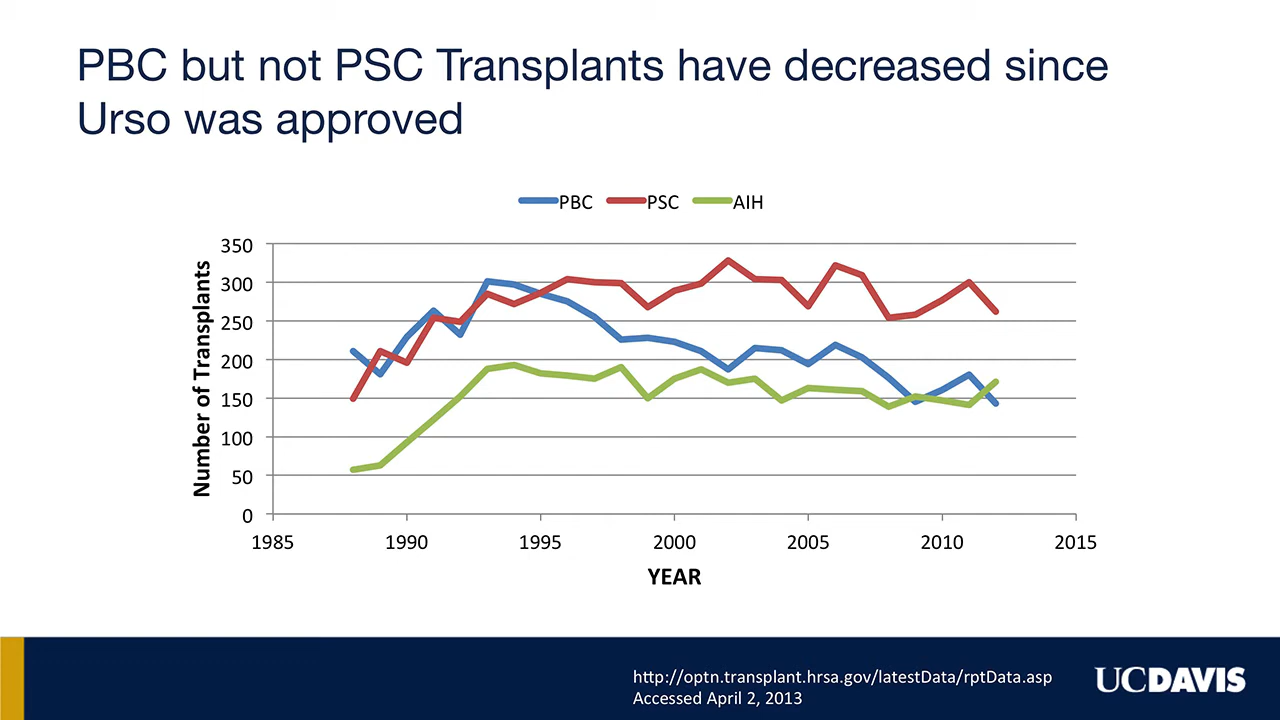 PBC but not PSC Transplants have decreased since
Urso was approved
PBC PSC AIH
Number of Transplants
350
300
250
200
150
100
50
0
1985 1990 1995 2000 2005 2010 2015
YEAR
http://optn.transplant.hrsa.gov/latestData/rptData.asp
Accessed April 2, 2013
UCDAVIS